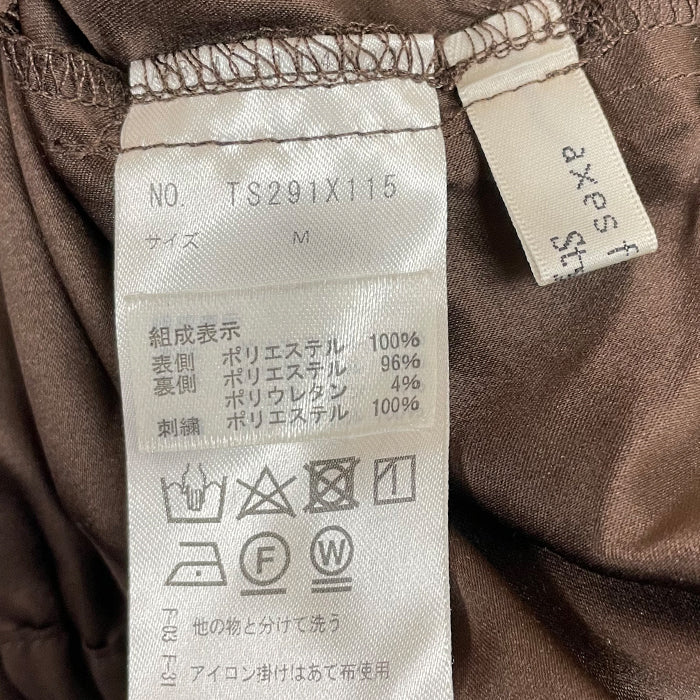 NO. TS291X115
サイズ M
組成表示
表側 ポリエステル 100%
裏側 ポリエステル 96%
ポリウレタン 4%
刺繍 ポリエステル 100%
F
W
F-03 他の物と分けて洗う
F-31 アイロン掛けはあて布使用
axes f